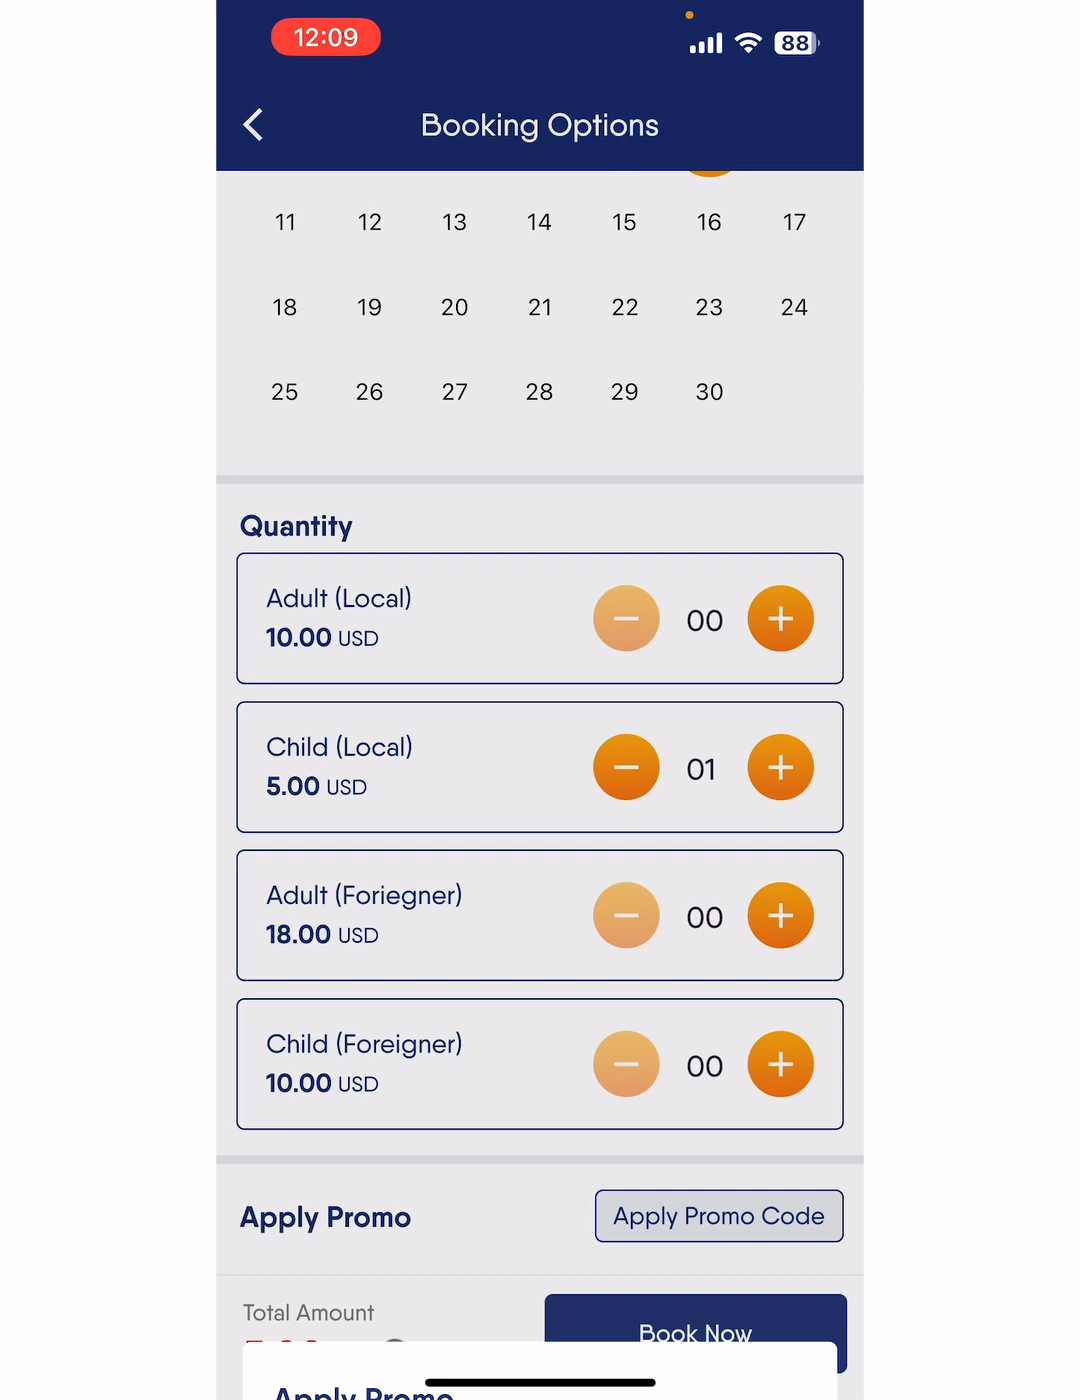 12:09
88
Booking Options
11 12 13 14 15 16 17
18 19 20 21 22 23 24
25 26 27 28 29 30
Quantity
Adult (Local)
10.00 USD
00
Child (Local)
5.00 USD
01
Adult (Foriegner)
18.00 USD
00
Child (Foreigner)
10.00 USD
00
Apply Promo
Apply Promo Code
Total Amount
Book Now
Apply Promo